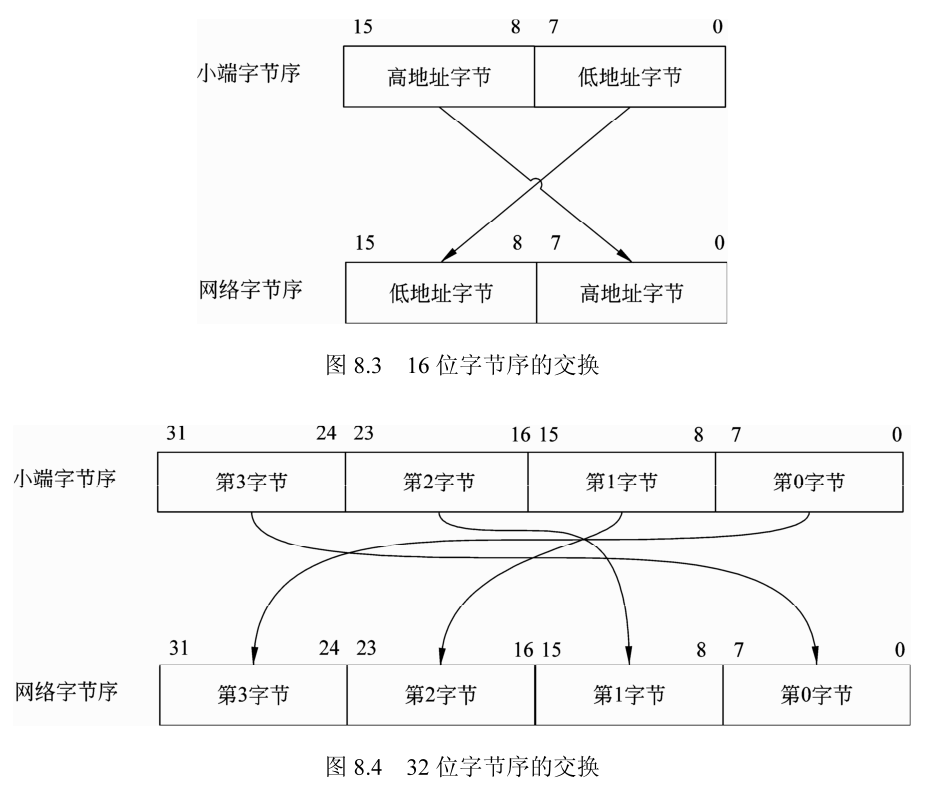 15 8 7 0
小端字节序 高地址字节 低地址字节
15 8 7 0
网络字节序 低地址字节 高地址字节
图 8.3 16 位字节序的交换
31 24 23 16 15 8 7 0
小端字节序 第3字节 第2字节 第1字节 第0字节
31 24 23 16 15 8 7 0
网络字节序 第3字节 第2字节 第1字节 第0字节
图 8.4 32 位字节序的交换